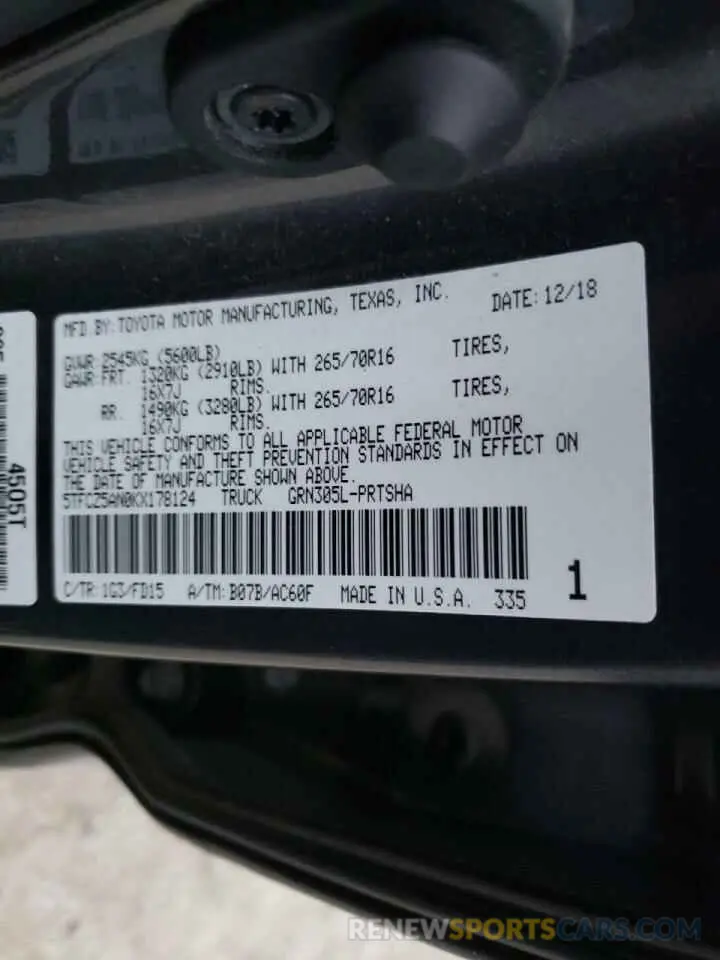 MFD BY:TOYOTA MOTOR MANUFACTURING, TEXAS, INC. DATE:12/18
GVWR 2545KG (5600LB)
GAWR FRT. 1320KG (2910LB) WITH 265/70R16 TIRES,
16X7J RIMS.
RR. 1490KG (3280LB) WITH 265/70R16 TIRES,
16X7J RIMS.
THIS VEHICLE CONFORMS TO ALL APPLICABLE FEDERAL MOTOR
VEHICLE SAFETY AND THEFT PREVENTION STANDARDS IN EFFECT ON
THE DATE OF MANUFACTURE SHOWN ABOVE.
5TFCZ5AN0KX178124 TRUCK GRN305L-PRTSHA
C/TR:1G3/FD15 A/TM:B07B/AC60F MADE IN U.S.A. 335
1
4505T
RENEWSPORTSCARS.COM